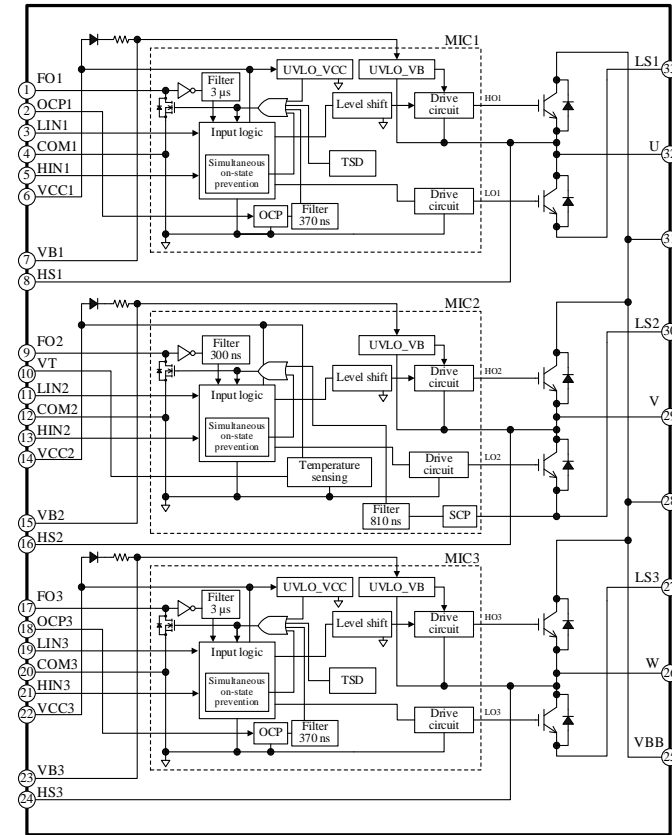 MIC1
FO1
1
OCP1
2
LIN1
3
COM1
4
HIN1
5
VCC1
6
VB1
7
HS1
8
Filter
3 µs
UVLO_VCC
UVLO_VB
Input logic
Simultaneous
on-state
prevention
Level shift
Drive
circuit
HO1
TSD
Drive
circuit
LO1
OCP
Filter
370 ns
LS1
U
MIC2
FO2
9
VT
10
LIN2
11
COM2
12
HIN2
13
VCC2
14
VB2
15
HS2
16
Filter
300 ns
UVLO_VB
Input logic
Simultaneous
on-state
prevention
Level shift
Drive
circuit
HO2
Drive
circuit
LO2
Temperature
sensing
Filter
810 ns
SCP
LS2
V
MIC3
FO3
17
OCP3
18
LIN3
19
COM3
20
HIN3
21
VCC3
22
VB3
23
HS3
24
Filter
3 µs
UVLO_VCC
UVLO_VB
Input logic
Simultaneous
on-state
prevention
Level shift
Drive
circuit
HO3
TSD
Drive
circuit
LO3
OCP
Filter
370 ns
LS3
W
VBB